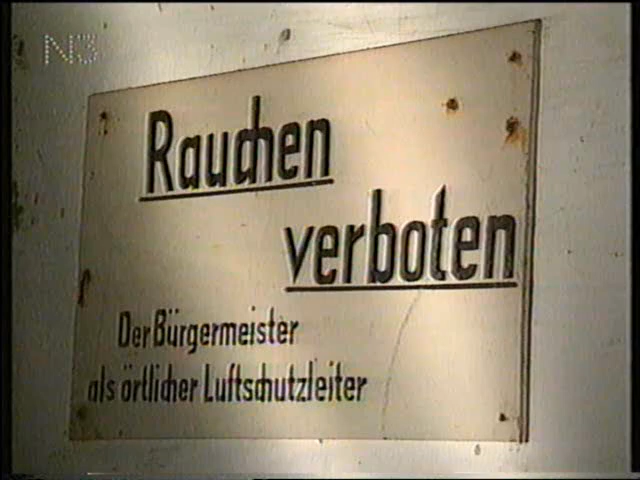 N3
Rauchen
verboten
Der Bürgermeister
als örtlicher Luftschutzleiter